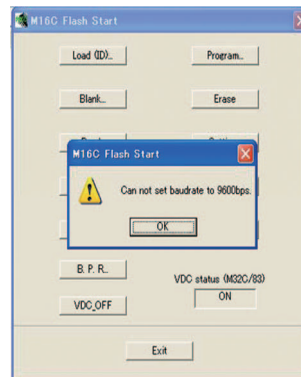 M16C Flash Start
Load (ID)...
Program...
Blank...
Erase
M16C Flash Start
Can not set baudrate to 9600bps.
OK
B. P. R...
VDC status (M32C/83)
ON
VDC_OFF
Exit